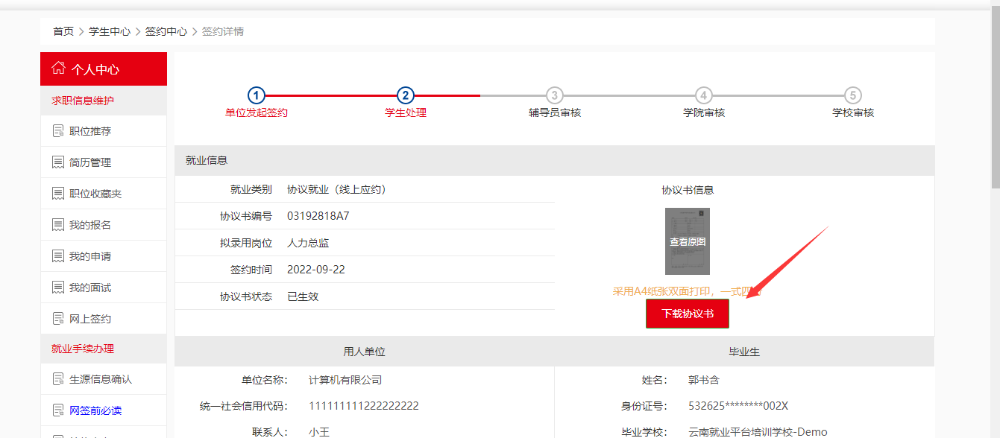 首页 > 学生中心 > 签约中心 > 签约详情
个人中心
求职信息维护
职位推荐
简历管理
职位收藏夹
我的报名
我的申请
我的面试
网上签约
就业手续办理
生源信息确认
网签前必读
1 2 3 4 5
单位发起签约 学生处理 辅导员审核 学院审核 学校审核
就业信息
就业类别 协议就业（线上应约）
协议书编号 03192818A7
拟录用岗位 人力总监
签约时间 2022-09-22
协议书状态 已生效
协议书信息
查看原图
采用A4纸张双面打印，一式四
下载协议书
用人单位 毕业生
单位名称： 计算机有限公司
统一社会信用代码： 111111111222222222
联系人： 小王
姓名： 郭书含
身份证号： 532625********002X
毕业学校： 云南就业平台培训学校-Demo